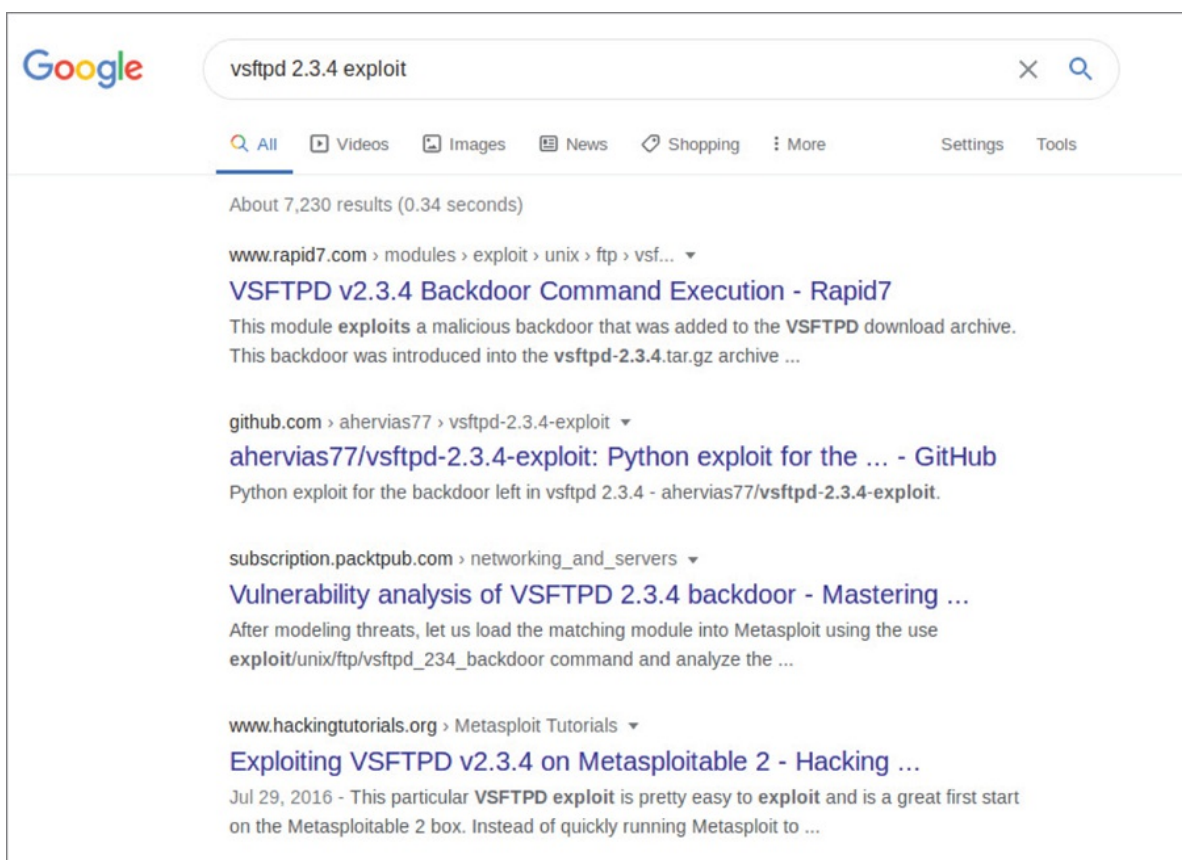 Google
vsftpd 2.3.4 exploit
All Videos Images News Shopping More Settings Tools
About 7,230 results (0.34 seconds)
www.rapid7.com › modules › exploit › unix › ftp › vsf...
VSFTPD v2.3.4 Backdoor Command Execution - Rapid7
This module exploits a malicious backdoor that was added to the VSFTPD download archive.
This backdoor was introduced into the vsftpd-2.3.4.tar.gz archive ...
github.com › ahervias77 › vsftpd-2.3.4-exploit
ahervias77/vsftpd-2.3.4-exploit: Python exploit for the ... - GitHub
Python exploit for the backdoor left in vsftpd 2.3.4 - ahervias77/vsftpd-2.3.4-exploit.
subscription.packtpub.com › networking_and_servers
Vulnerability analysis of VSFTPD 2.3.4 backdoor - Mastering ...
After modeling threats, let us load the matching module into Metasploit using the use
exploit/unix/ftp/vsftpd_234_backdoor command and analyze the ...
www.hackingtutorials.org › Metasploit Tutorials
Exploiting VSFTPD v2.3.4 on Metasploitable 2 - Hacking ...
Jul 29, 2016 - This particular VSFTPD exploit is pretty easy to exploit and is a great first start
on the Metasploitable 2 box. Instead of quickly running Metasploit to ...